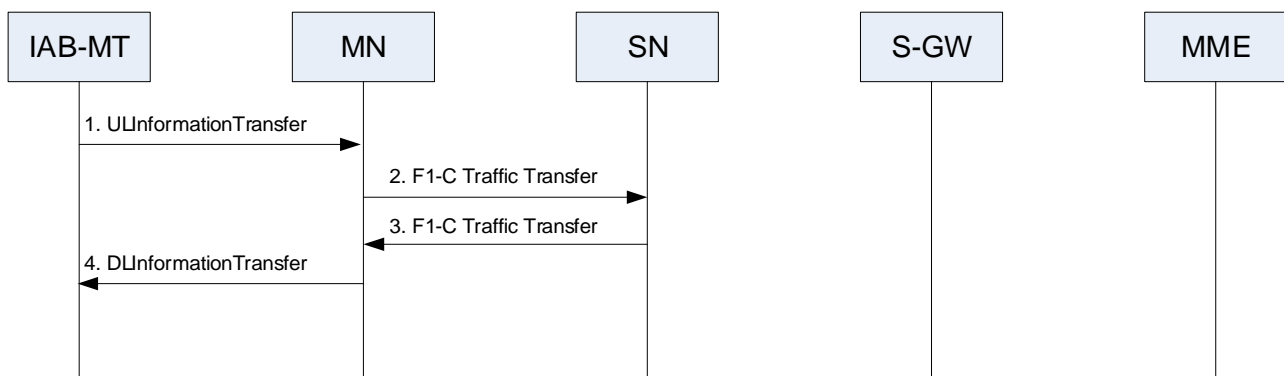 IAB-MT
MN
SN
S-GW
MME
1. ULInformationTransfer
2. F1-C Traffic Transfer
3. F1-C Traffic Transfer
4. DLInformationTransfer